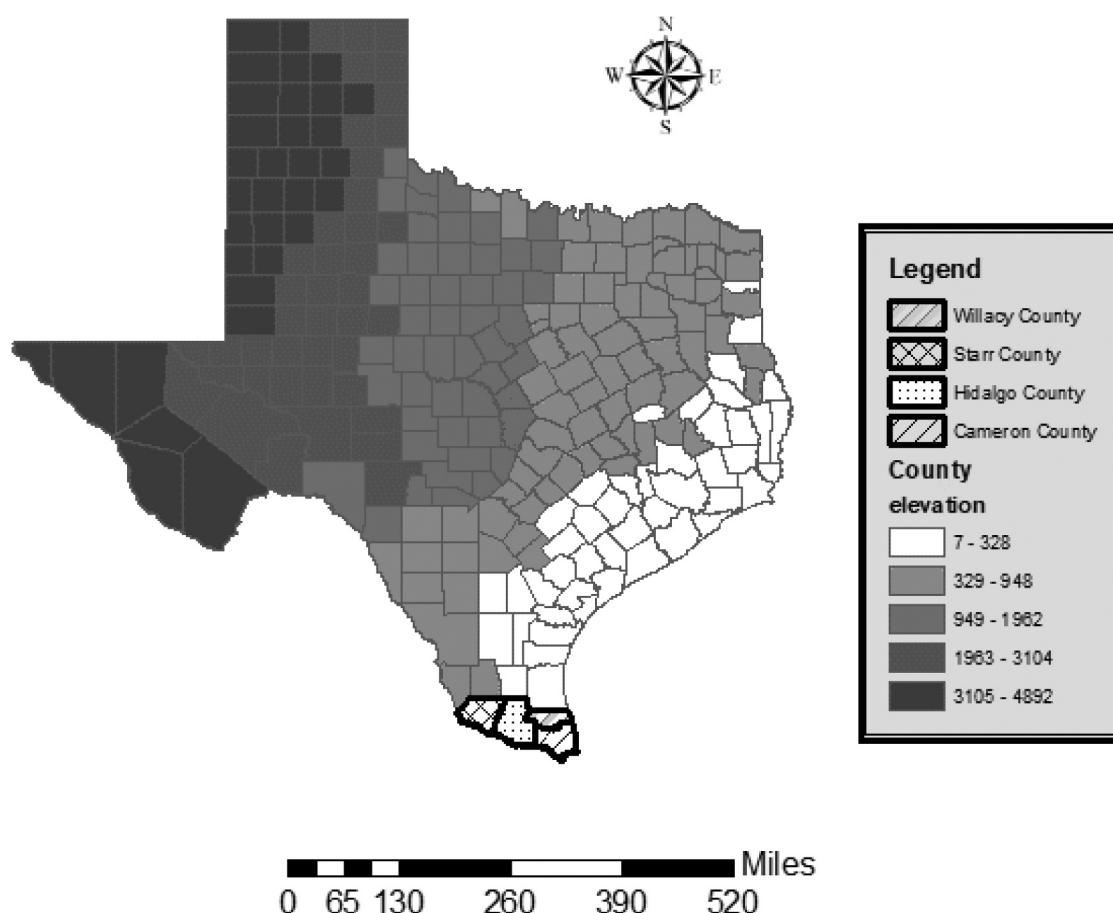 N
W E
S
Legend
Willacy County
Starr County
Hidalgo County
Cameron County
County
elevation
7 - 328
329 - 948
949 - 1962
1963 - 3104
3105 - 4892
Miles
0 65 130 260 390 520